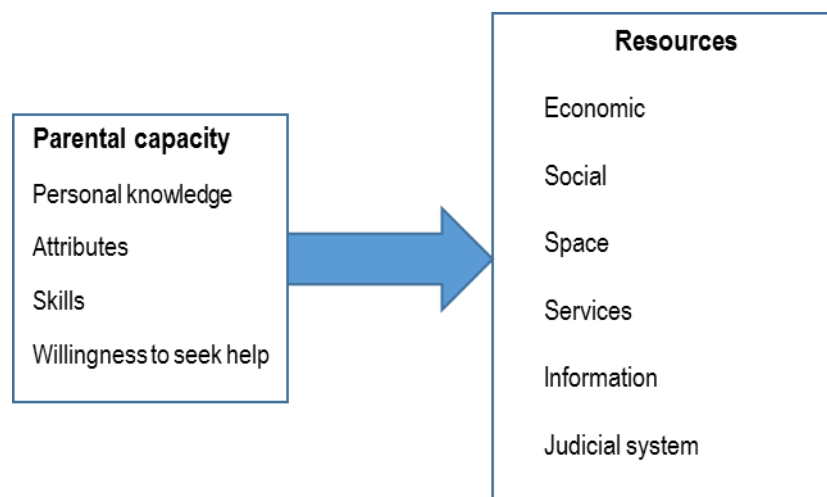 Parental capacity
Personal knowledge
Attributes
Skills
Willingness to seek help
Resources
Economic
Social
Space
Services
Information
Judicial system